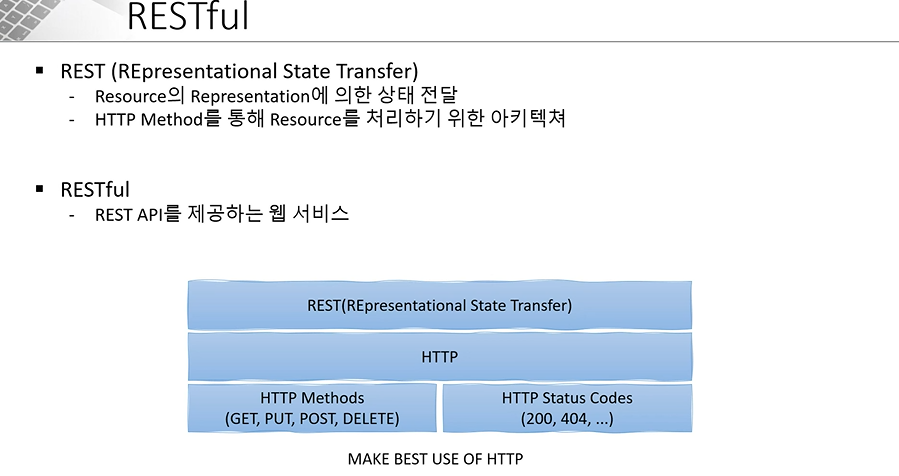 RESTful
▪ REST (REpresentational State Transfer)
- Resource의 Representation에 의한 상태 전달
- HTTP Method를 통해 Resource를 처리하기 위한 아키텍쳐
▪ RESTful
- REST API를 제공하는 웹 서비스
REST(REpresentational State Transfer)
HTTP
HTTP Methods
(GET, PUT, POST, DELETE)
HTTP Status Codes
(200, 404, ...)
MAKE BEST USE OF HTTP